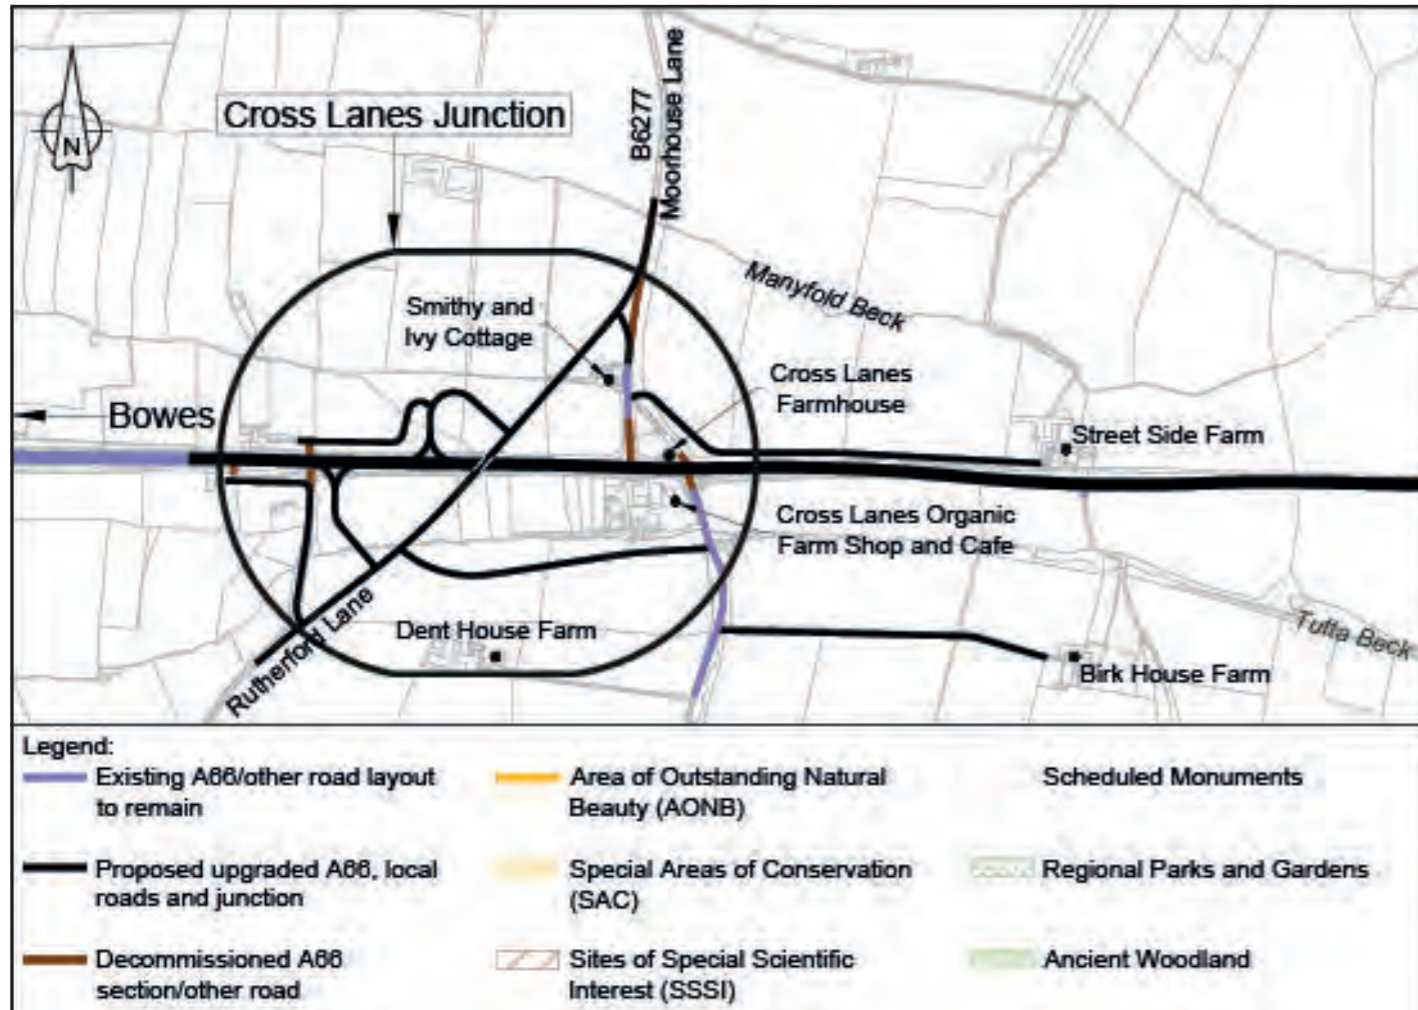 Cross Lanes Junction
N
B6277
Moorhouse Lane
Smithy and
Ivy Cottage
Manyfold Beck
Cross Lanes
Farmhouse
Bowes
Street Side Farm
Cross Lanes Organic
Farm Shop and Cafe
Rutherford Lane
Dent House Farm
Tutta Beck
Birk House Farm
Legend:
Existing A66/other road layout
to remain
Proposed upgraded A66, local
roads and junction
Decommissioned A66
section/other road
Area of Outstanding Natural
Beauty (AONB)
Special Areas of Conservation
(SAC)
Sites of Special Scientific
Interest (SSSI)
Scheduled Monuments
Regional Parks and Gardens
Ancient Woodland